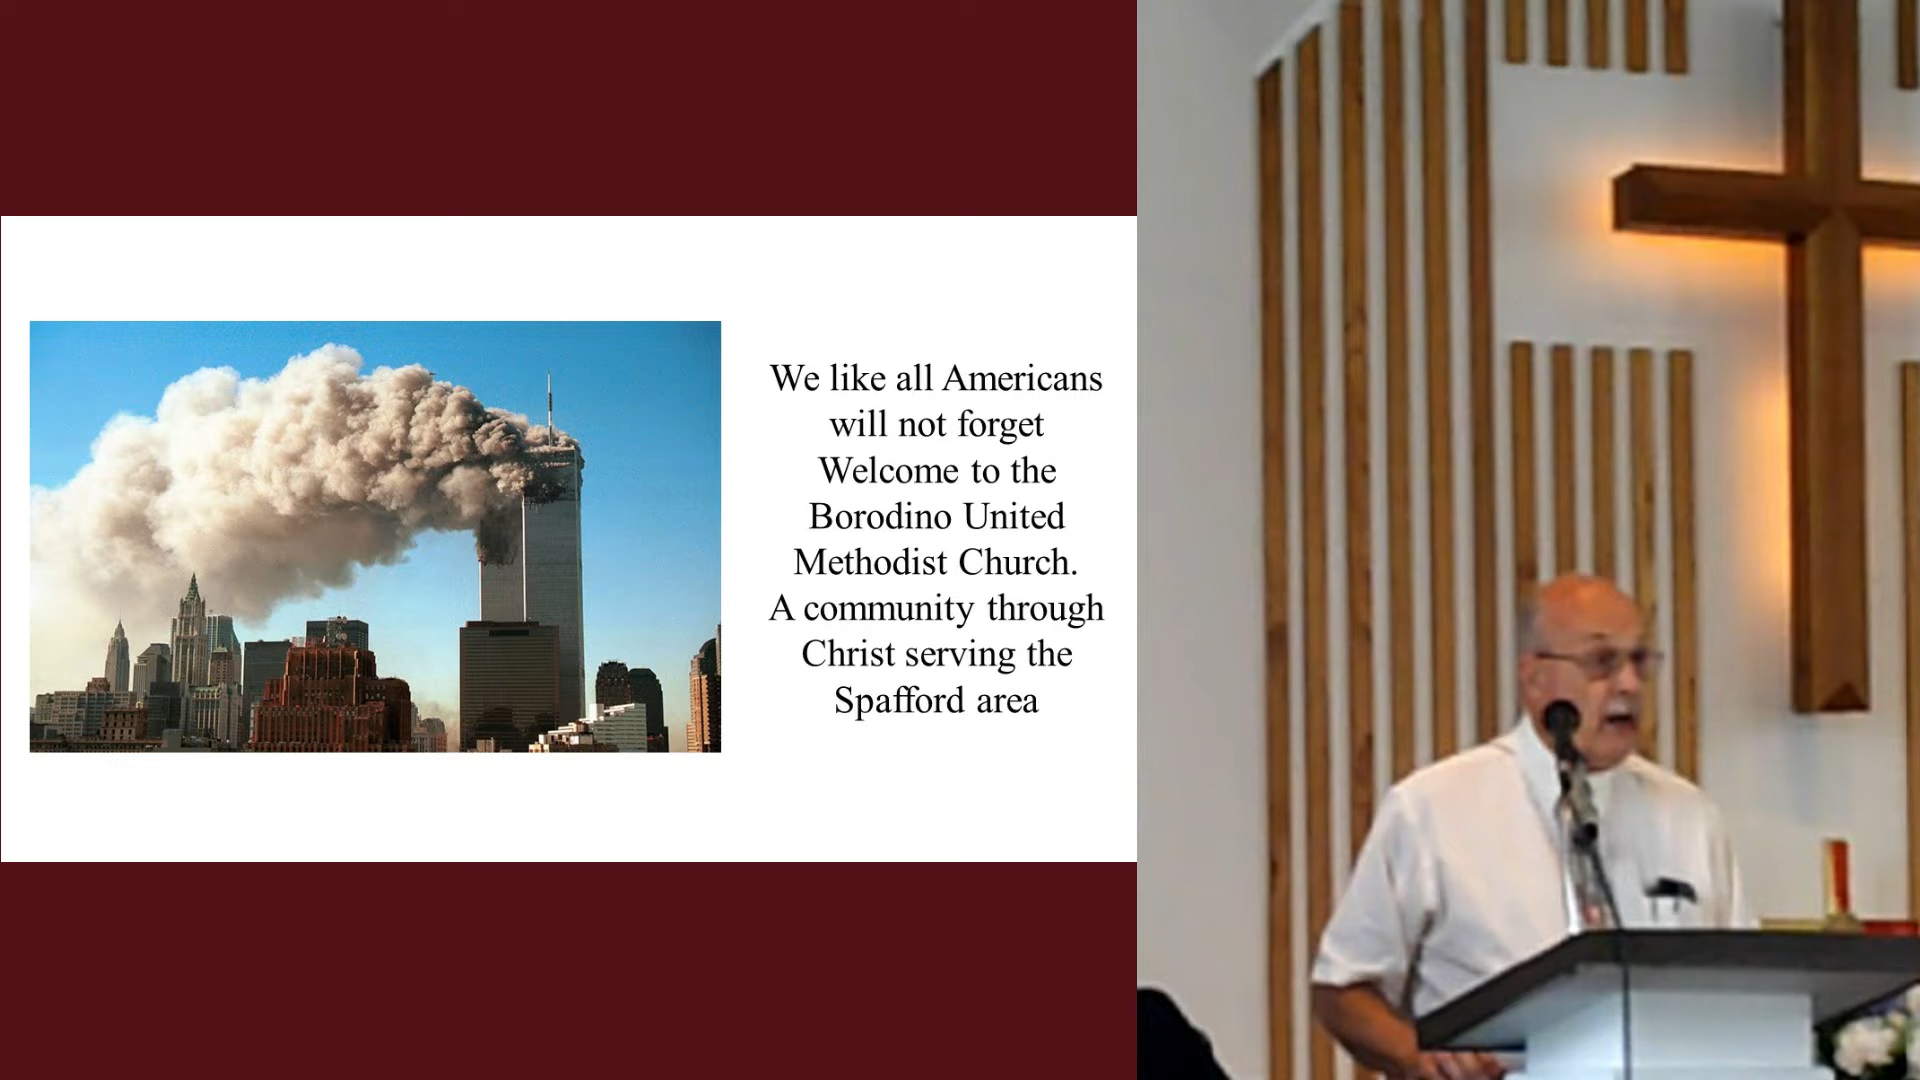 We like all Americans
will not forget
Welcome to the
Borodino United
Methodist Church.
A community through
Christ serving the
Spafford area